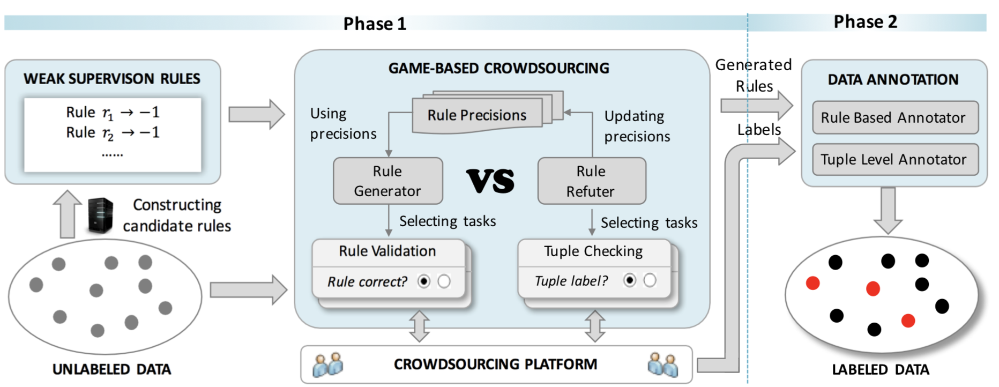 Phase 1
Phase 2
WEAK SUPERVISON RULES
Rule r₁ → −1
Rule r₂ → −1
......
Constructing
candidate rules
UNLABELED DATA
GAME-BASED CROWDSOURCING
Rule Precisions
Using
precisions
Updating
precisions
Rule
Generator
VS
Rule
Refuter
Selecting tasks
Selecting tasks
Rule Validation
Rule correct?
Tuple Checking
Tuple label?
CROWDSOURCING PLATFORM
Generated
Rules
Labels
DATA ANNOTATION
Rule Based Annotator
Tuple Level Annotator
LABELED DATA